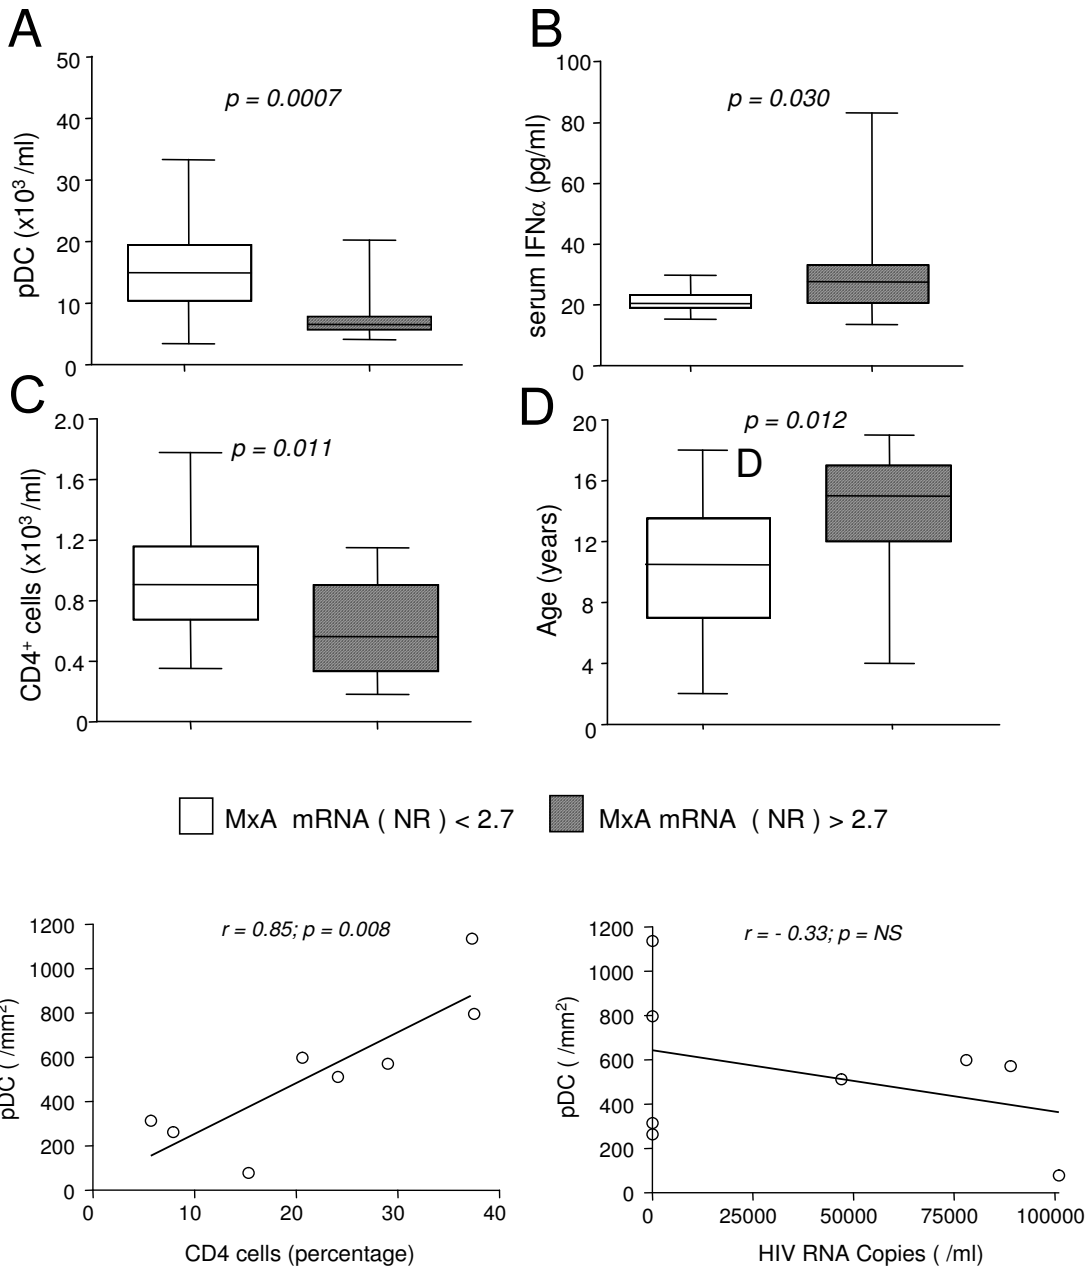 A
50
40
30
20
10
0
pDC (x10³ /ml)
p = 0.0007
B
100
80
60
40
20
0
serum IFNα (pg/ml)
p = 0.030
C
2.0
1.6
1.2
0.8
0.4
0
CD4⁺ cells (x10³ /ml)
p = 0.011
D
20
16
12
8
4
0
Age (years)
p = 0.012
D
MxA mRNA ( NR ) < 2.7
MxA mRNA ( NR ) > 2.7
1200
1000
800
600
400
200
0
pDC ( /mm²)
r = 0.85; p = 0.008
0 10 20 30 40
CD4 cells (percentage)
1200
1000
800
600
400
200
0
pDC ( /mm²)
r = - 0.33; p = NS
0 25000 50000 75000 100000
HIV RNA Copies ( /ml)